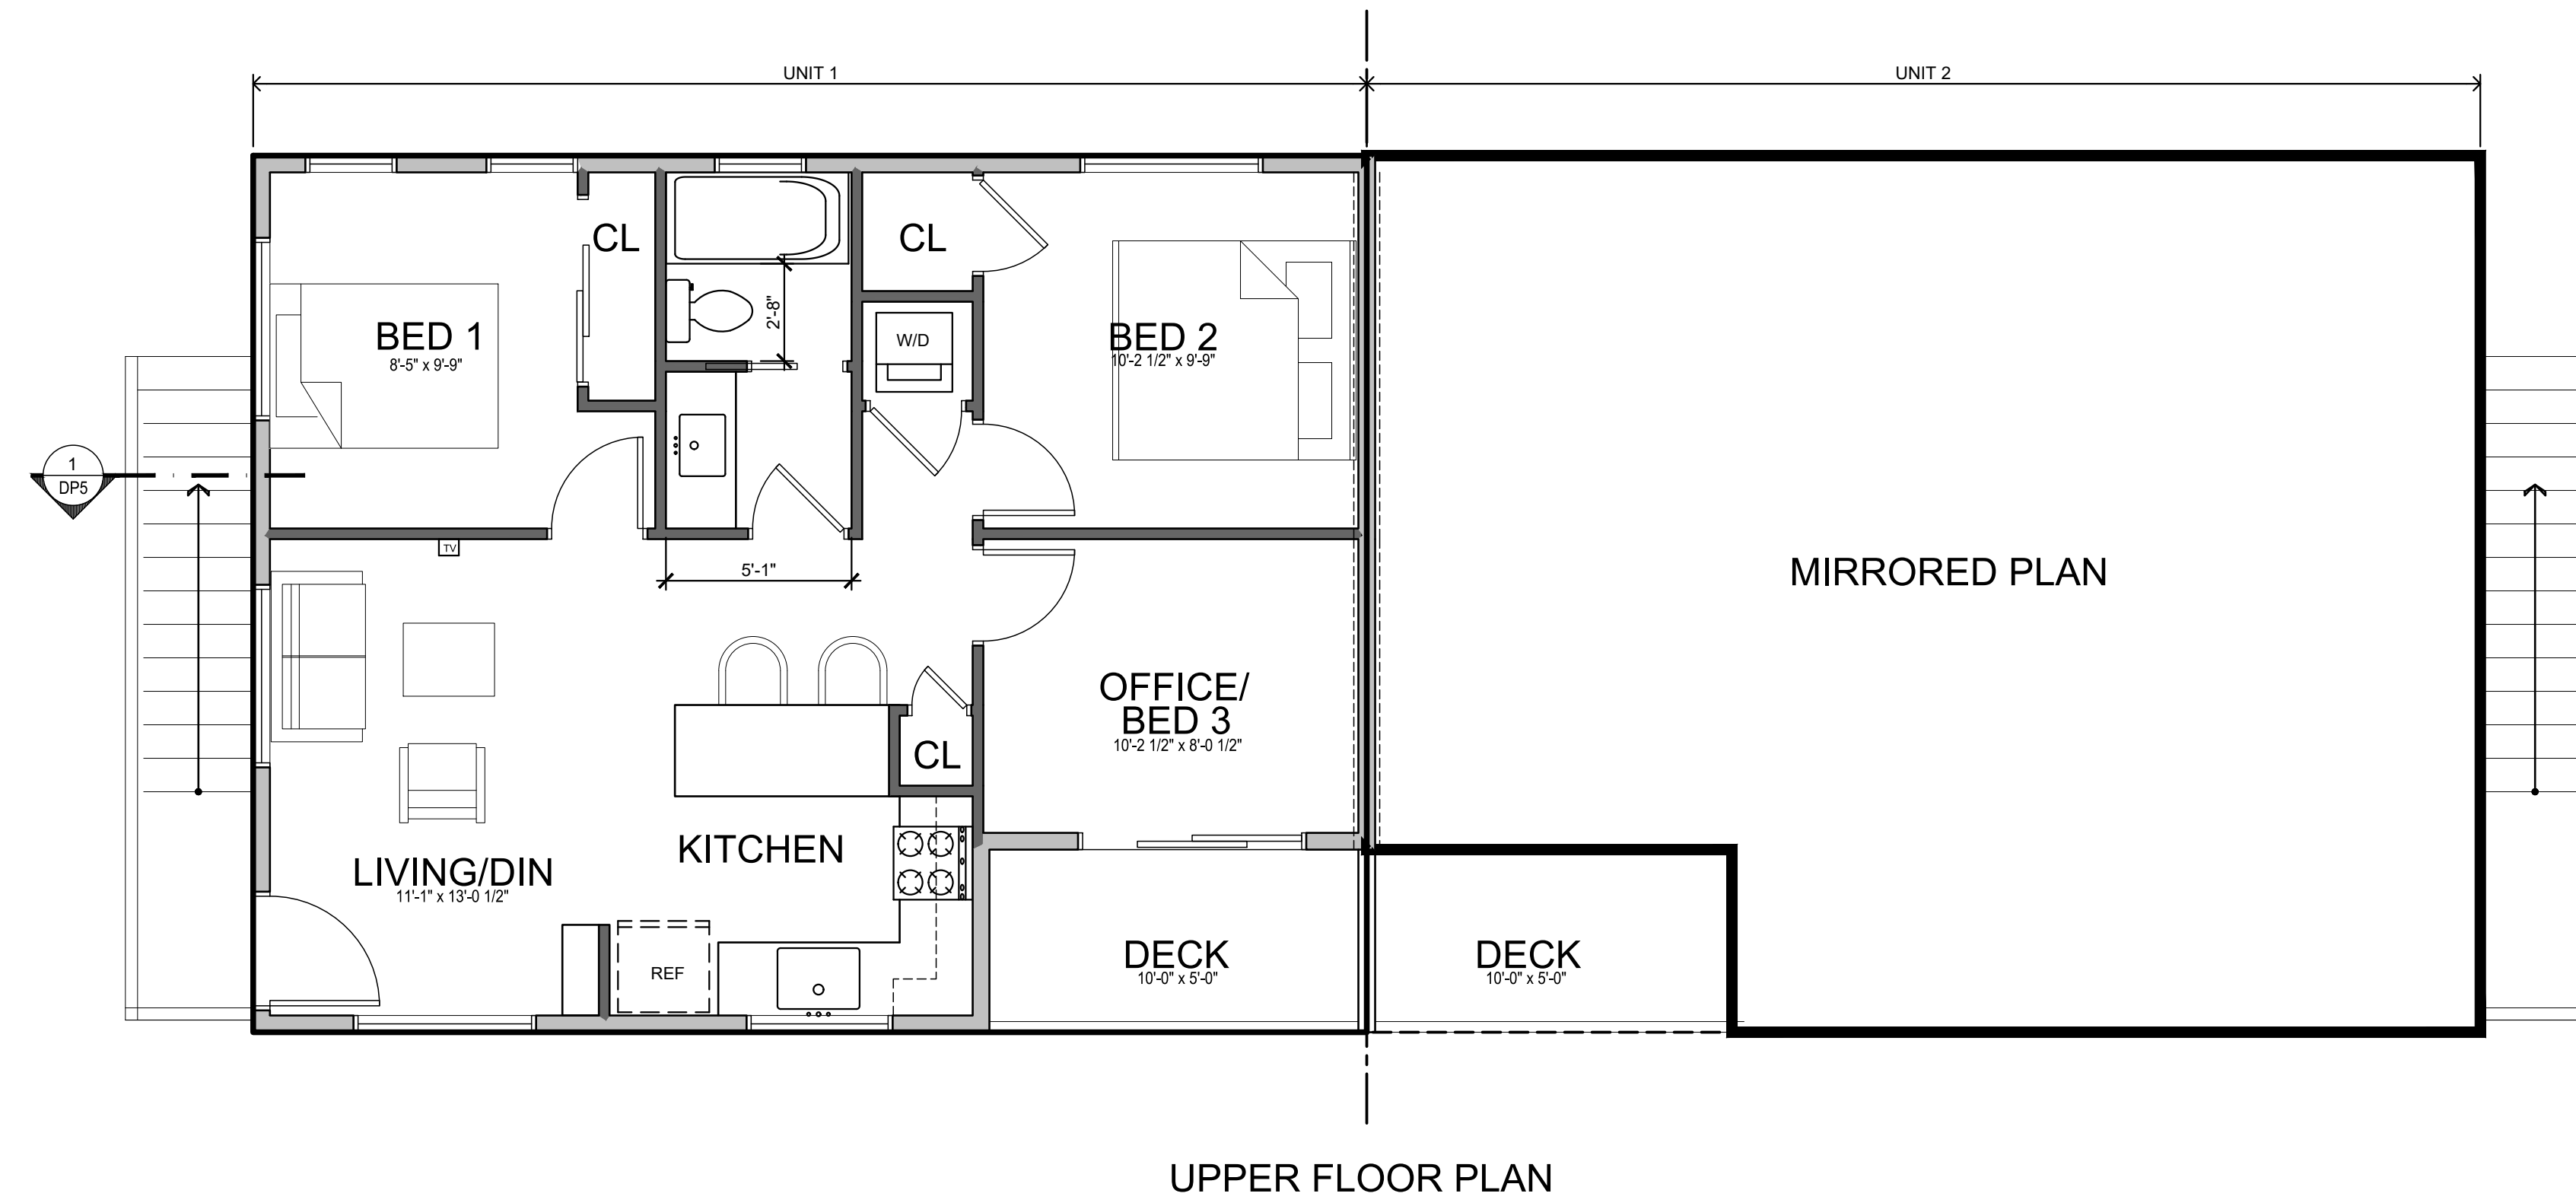 UNIT 1
UNIT 2
CL
CL
BED 1
8'-5" x 9'-9"
2'-8"
W/D
BED 2
10'-2 1/2" x 9'-9"
1
DP5
TV
5'-1"
MIRRORED PLAN
OFFICE/
BED 3
10'-2 1/2" x 8'-0 1/2"
CL
KITCHEN
LIVING/DIN
11'-1" x 13'-0 1/2"
REF
DECK
10'-0" x 5'-0"
DECK
10'-0" x 5'-0"
UPPER FLOOR PLAN